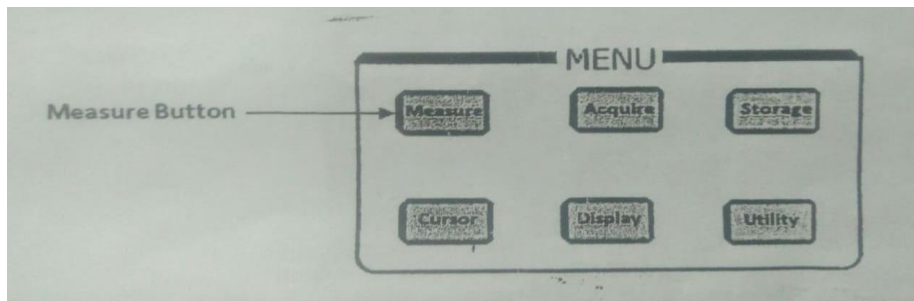 MENU
Measure Button
Measure Acquire Storage
Cursor Display Utility